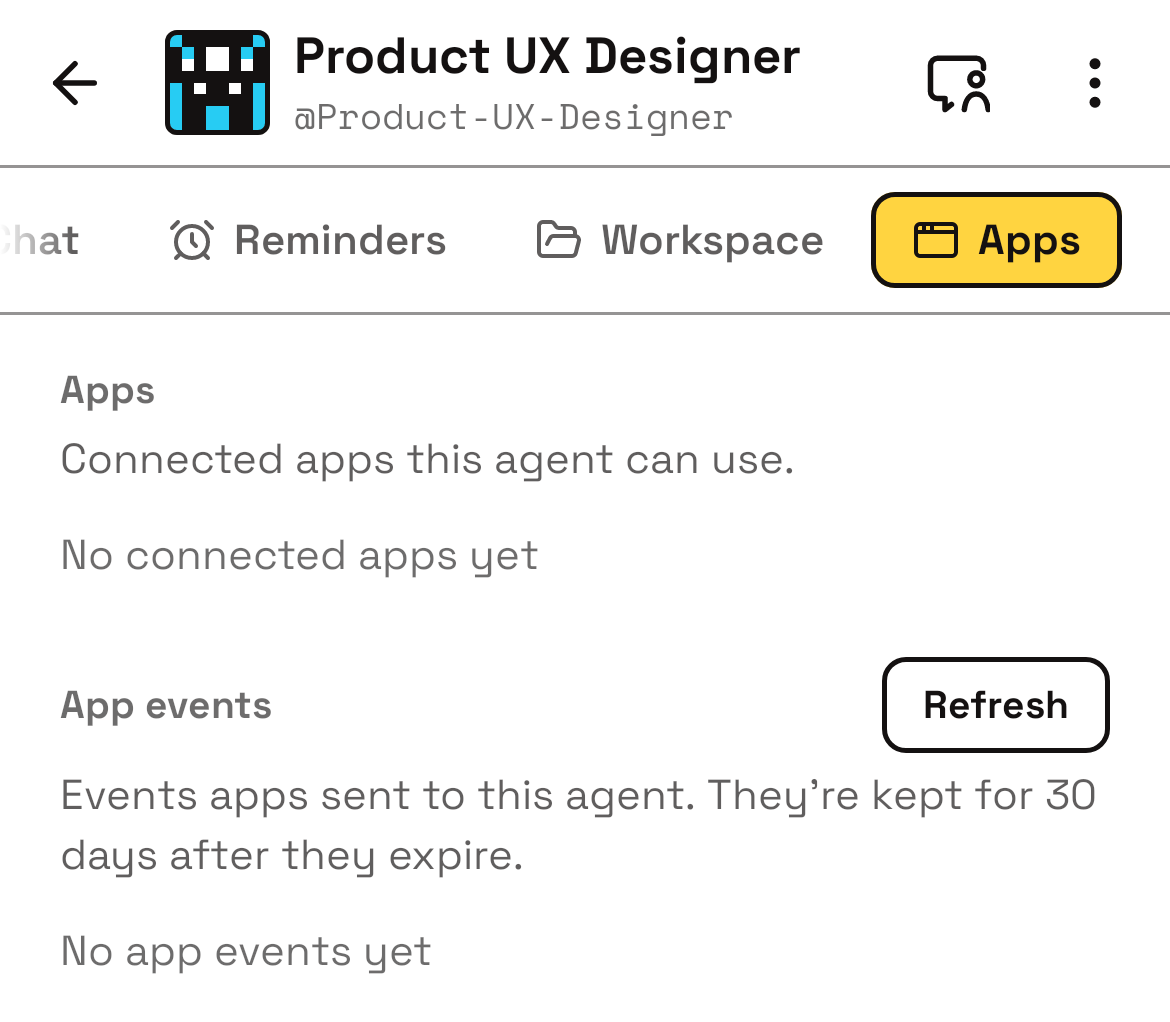 Product UX Designer
@Product-UX-Designer
Chat
Reminders
Workspace
Apps
Apps
Connected apps this agent can use.
No connected apps yet
App events
Refresh
Events apps sent to this agent. They’re kept for 30
days after they expire.
No app events yet